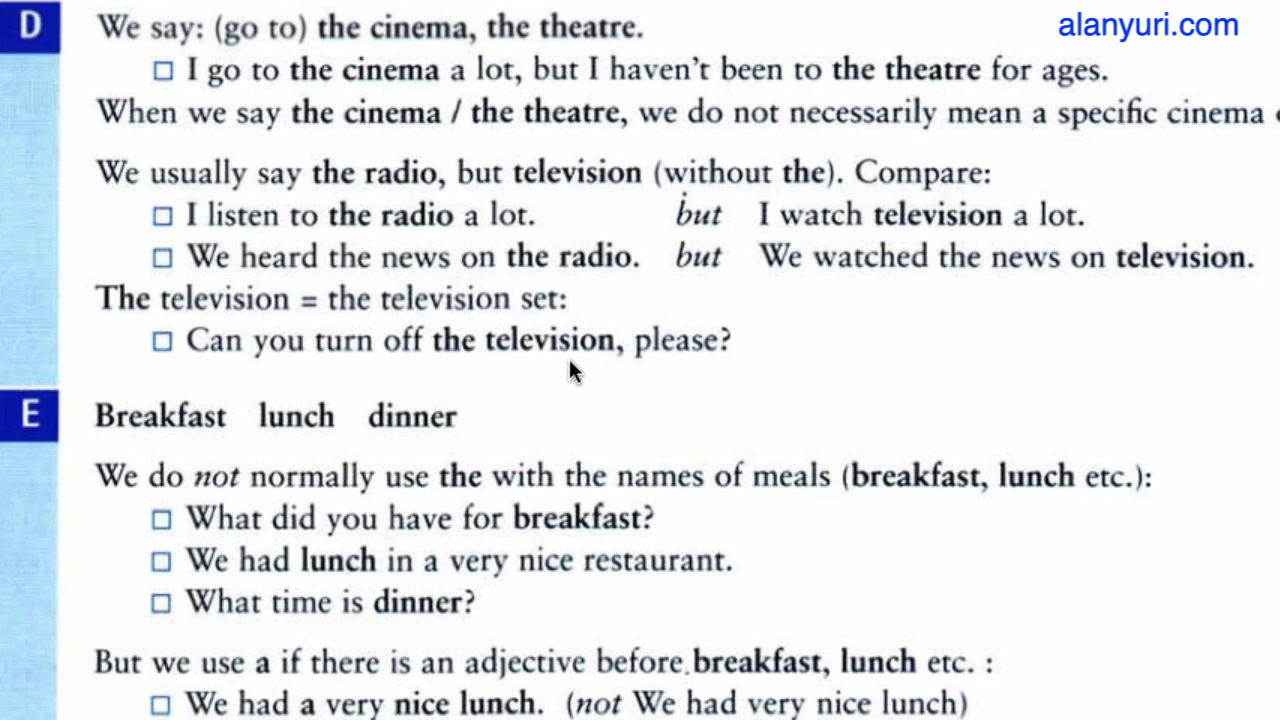 alanyuri.com
D We say: (go to) the cinema, the theatre.
I go to the cinema a lot, but I haven't been to the theatre for ages.
When we say the cinema / the theatre, we do not necessarily mean a specific cinema
We usually say the radio, but television (without the). Compare:
I listen to the radio a lot. but I watch television a lot.
We heard the news on the radio. but We watched the news on television.
The television = the television set:
Can you turn off the television, please?
E Breakfast lunch dinner
We do not normally use the with the names of meals (breakfast, lunch etc.):
What did you have for breakfast?
We had lunch in a very nice restaurant.
What time is dinner?
But we use a if there is an adjective before breakfast, lunch etc. :
We had a very nice lunch. (not We had very nice lunch)